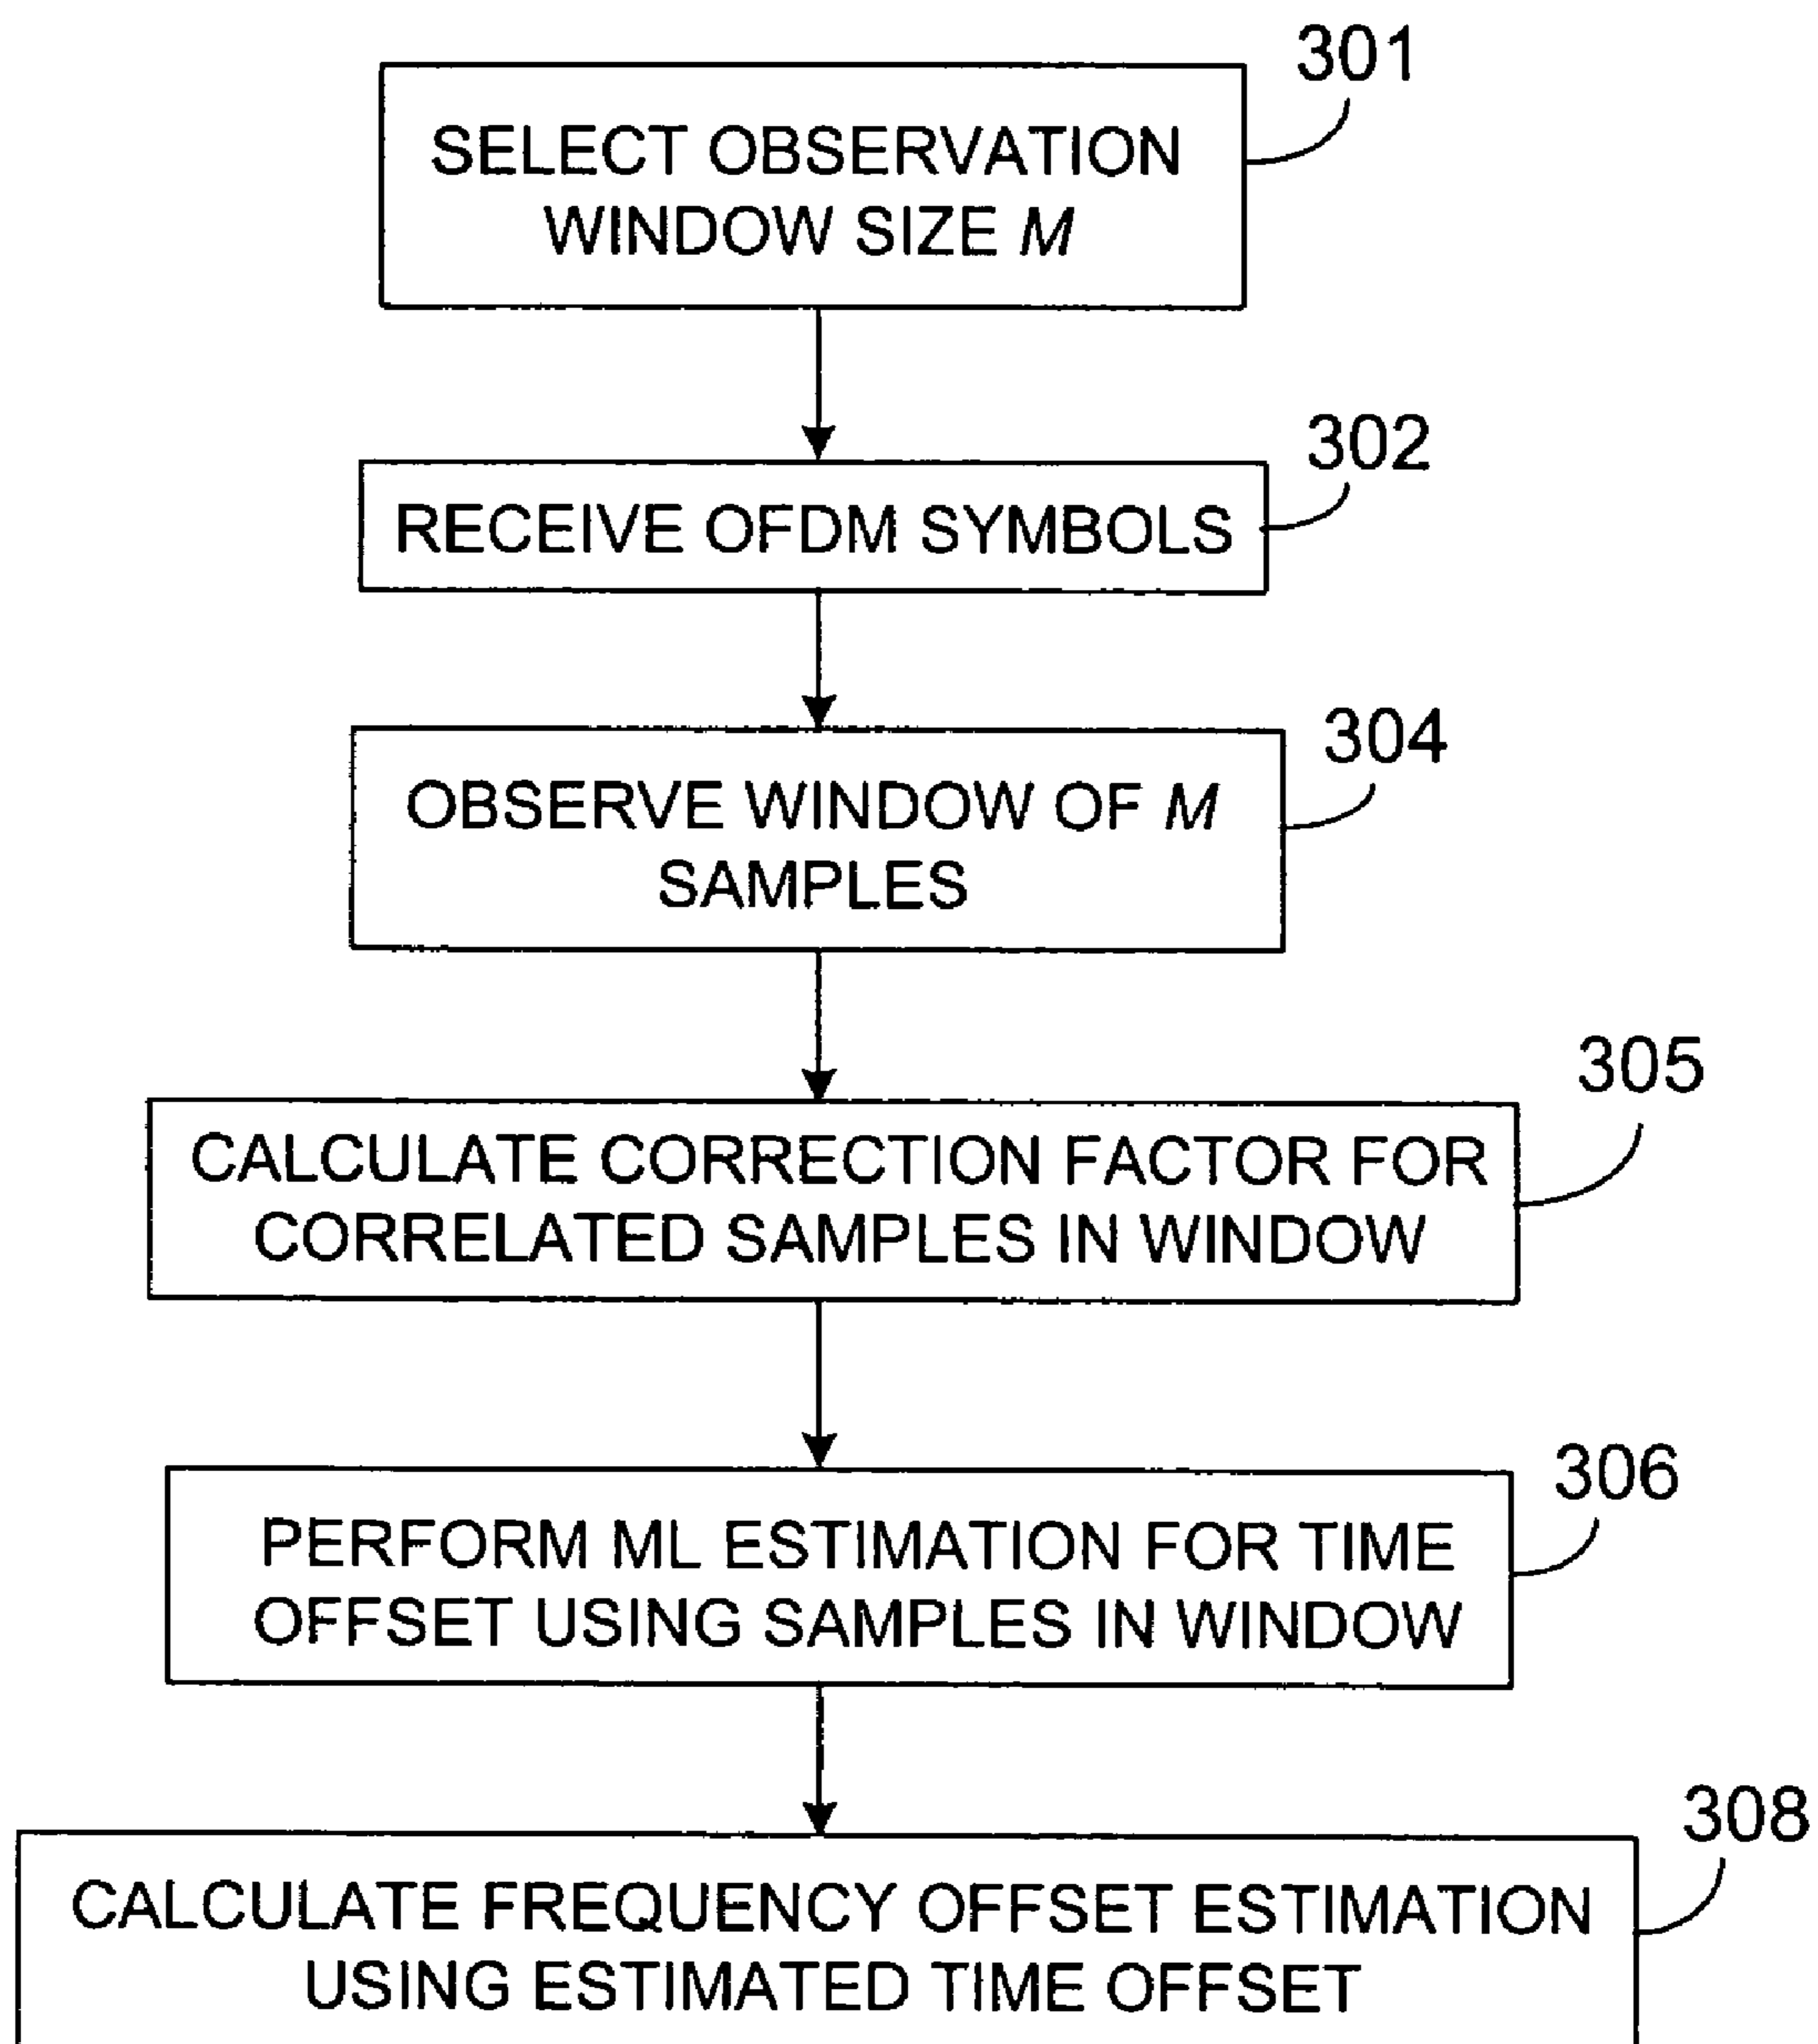 301
SELECT OBSERVATION
WINDOW SIZE M
302
RECEIVE OFDM SYMBOLS
304
OBSERVE WINDOW OF M
SAMPLES
305
CALCULATE CORRECTION FACTOR FOR
CORRELATED SAMPLES IN WINDOW
306
PERFORM ML ESTIMATION FOR TIME
OFFSET USING SAMPLES IN WINDOW
308
CALCULATE FREQUENCY OFFSET ESTIMATION
USING ESTIMATED TIME OFFSET